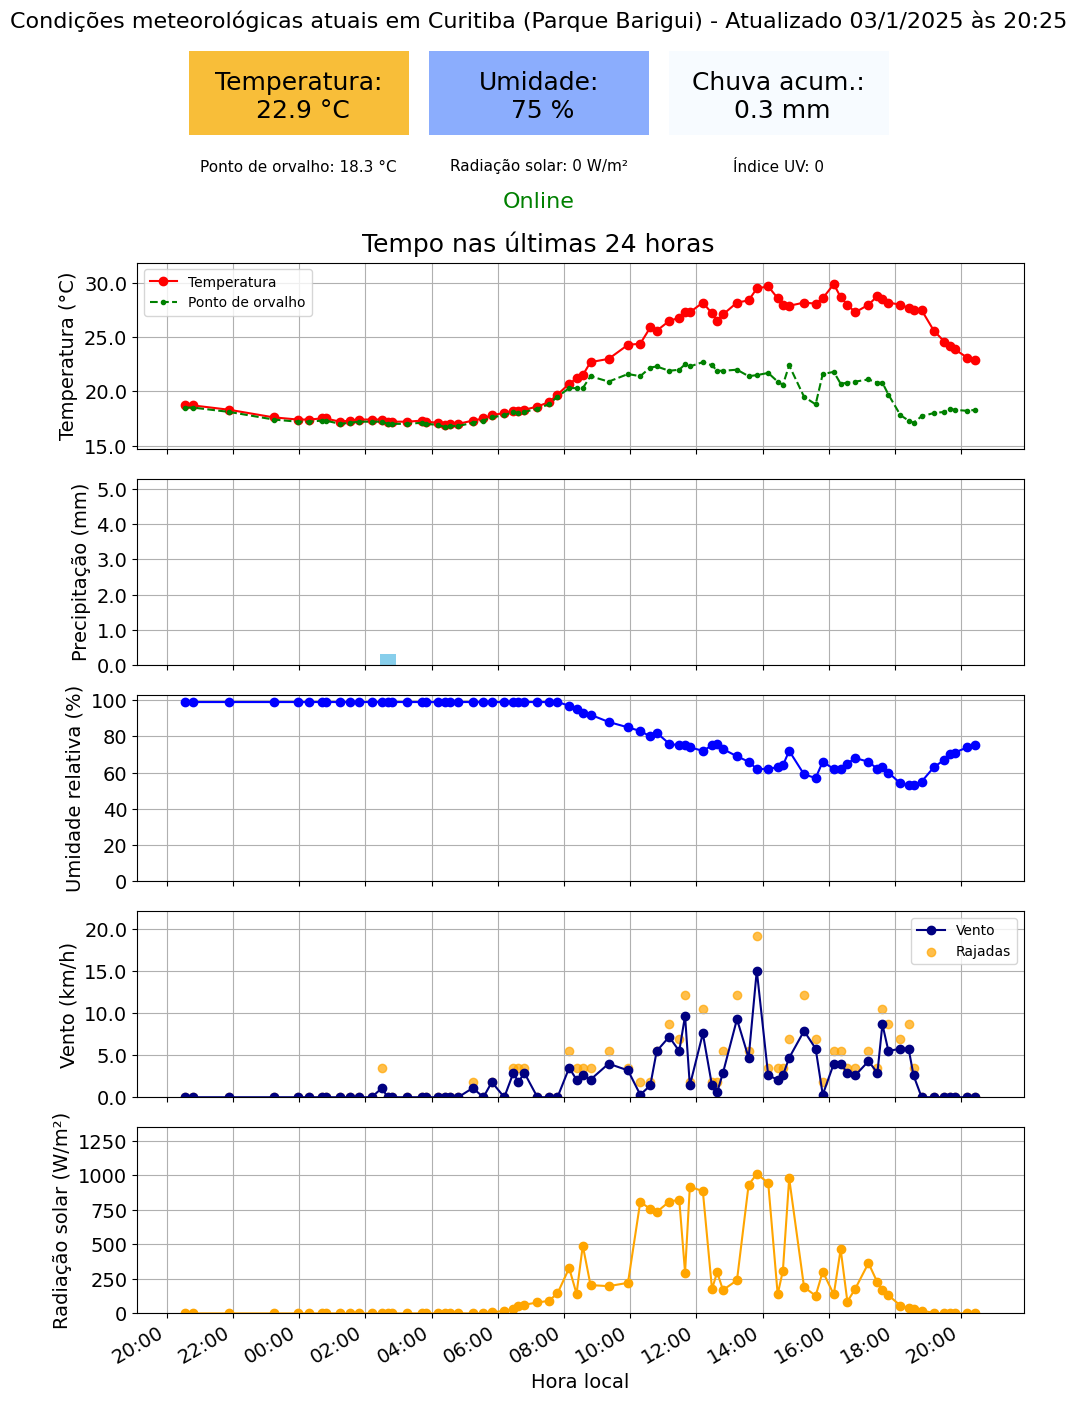 Condições meteorológicas atuais em Curitiba (Parque Barigui) - Atualizado 03/1/2025 às 20:25
Temperatura:
22.9 °C
Umidade:
75 %
Chuva acum.:
0.3 mm
Ponto de orvalho: 18.3 °C
Radiação solar: 0 W/m²
Índice UV: 0
Online
Tempo nas últimas 24 horas
Temperatura (°C)
30.0
25.0
20.0
15.0
Temperatura
Ponto de orvalho
Precipitação (mm)
5.0
4.0
3.0
2.0
1.0
0.0
Umidade relativa (%)
100
80
60
40
20
0
Vento (km/h)
20.0
15.0
10.0
5.0
0.0
Vento
Rajadas
Radiação solar (W/m²)
1250
1000
750
500
250
0
20:00
22:00
00:00
02:00
04:00
06:00
08:00
10:00
12:00
14:00
16:00
18:00
20:00
Hora local